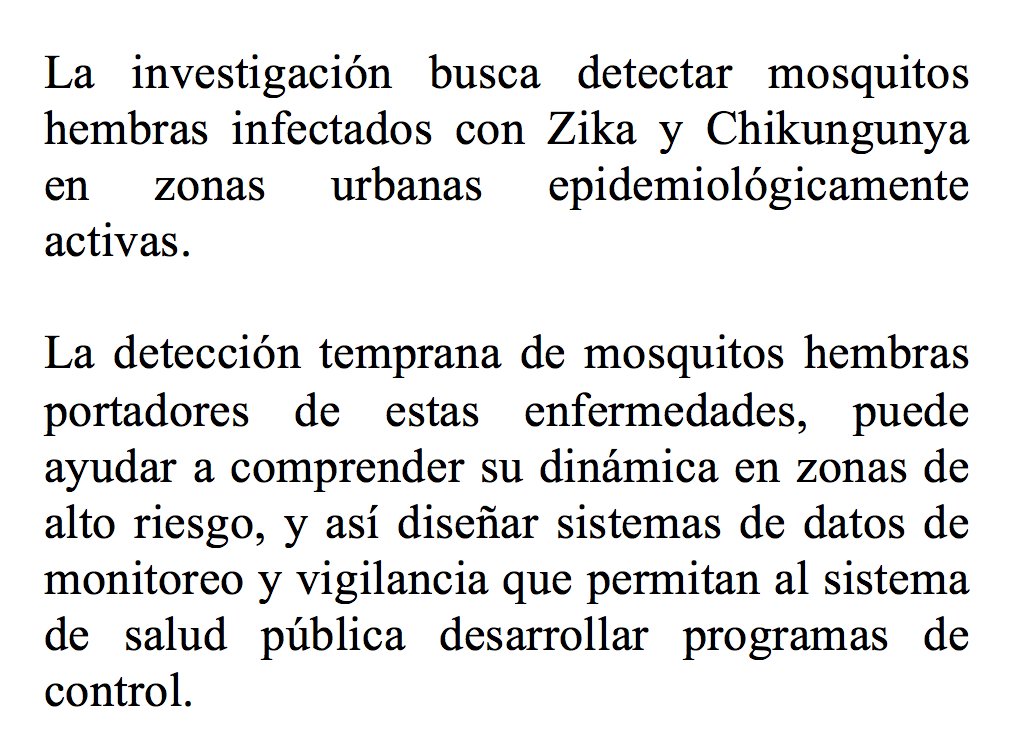 La investigación busca detectar mosquitos
hembras infectados con Zika y Chikungunya
en zonas urbanas epidemiológicamente
activas.
La detección temprana de mosquitos hembras
portadores de estas enfermedades, puede
ayudar a comprender su dinámica en zonas de
alto riesgo, y así diseñar sistemas de datos de
monitoreo y vigilancia que permitan al sistema
de salud pública desarrollar programas de
control.